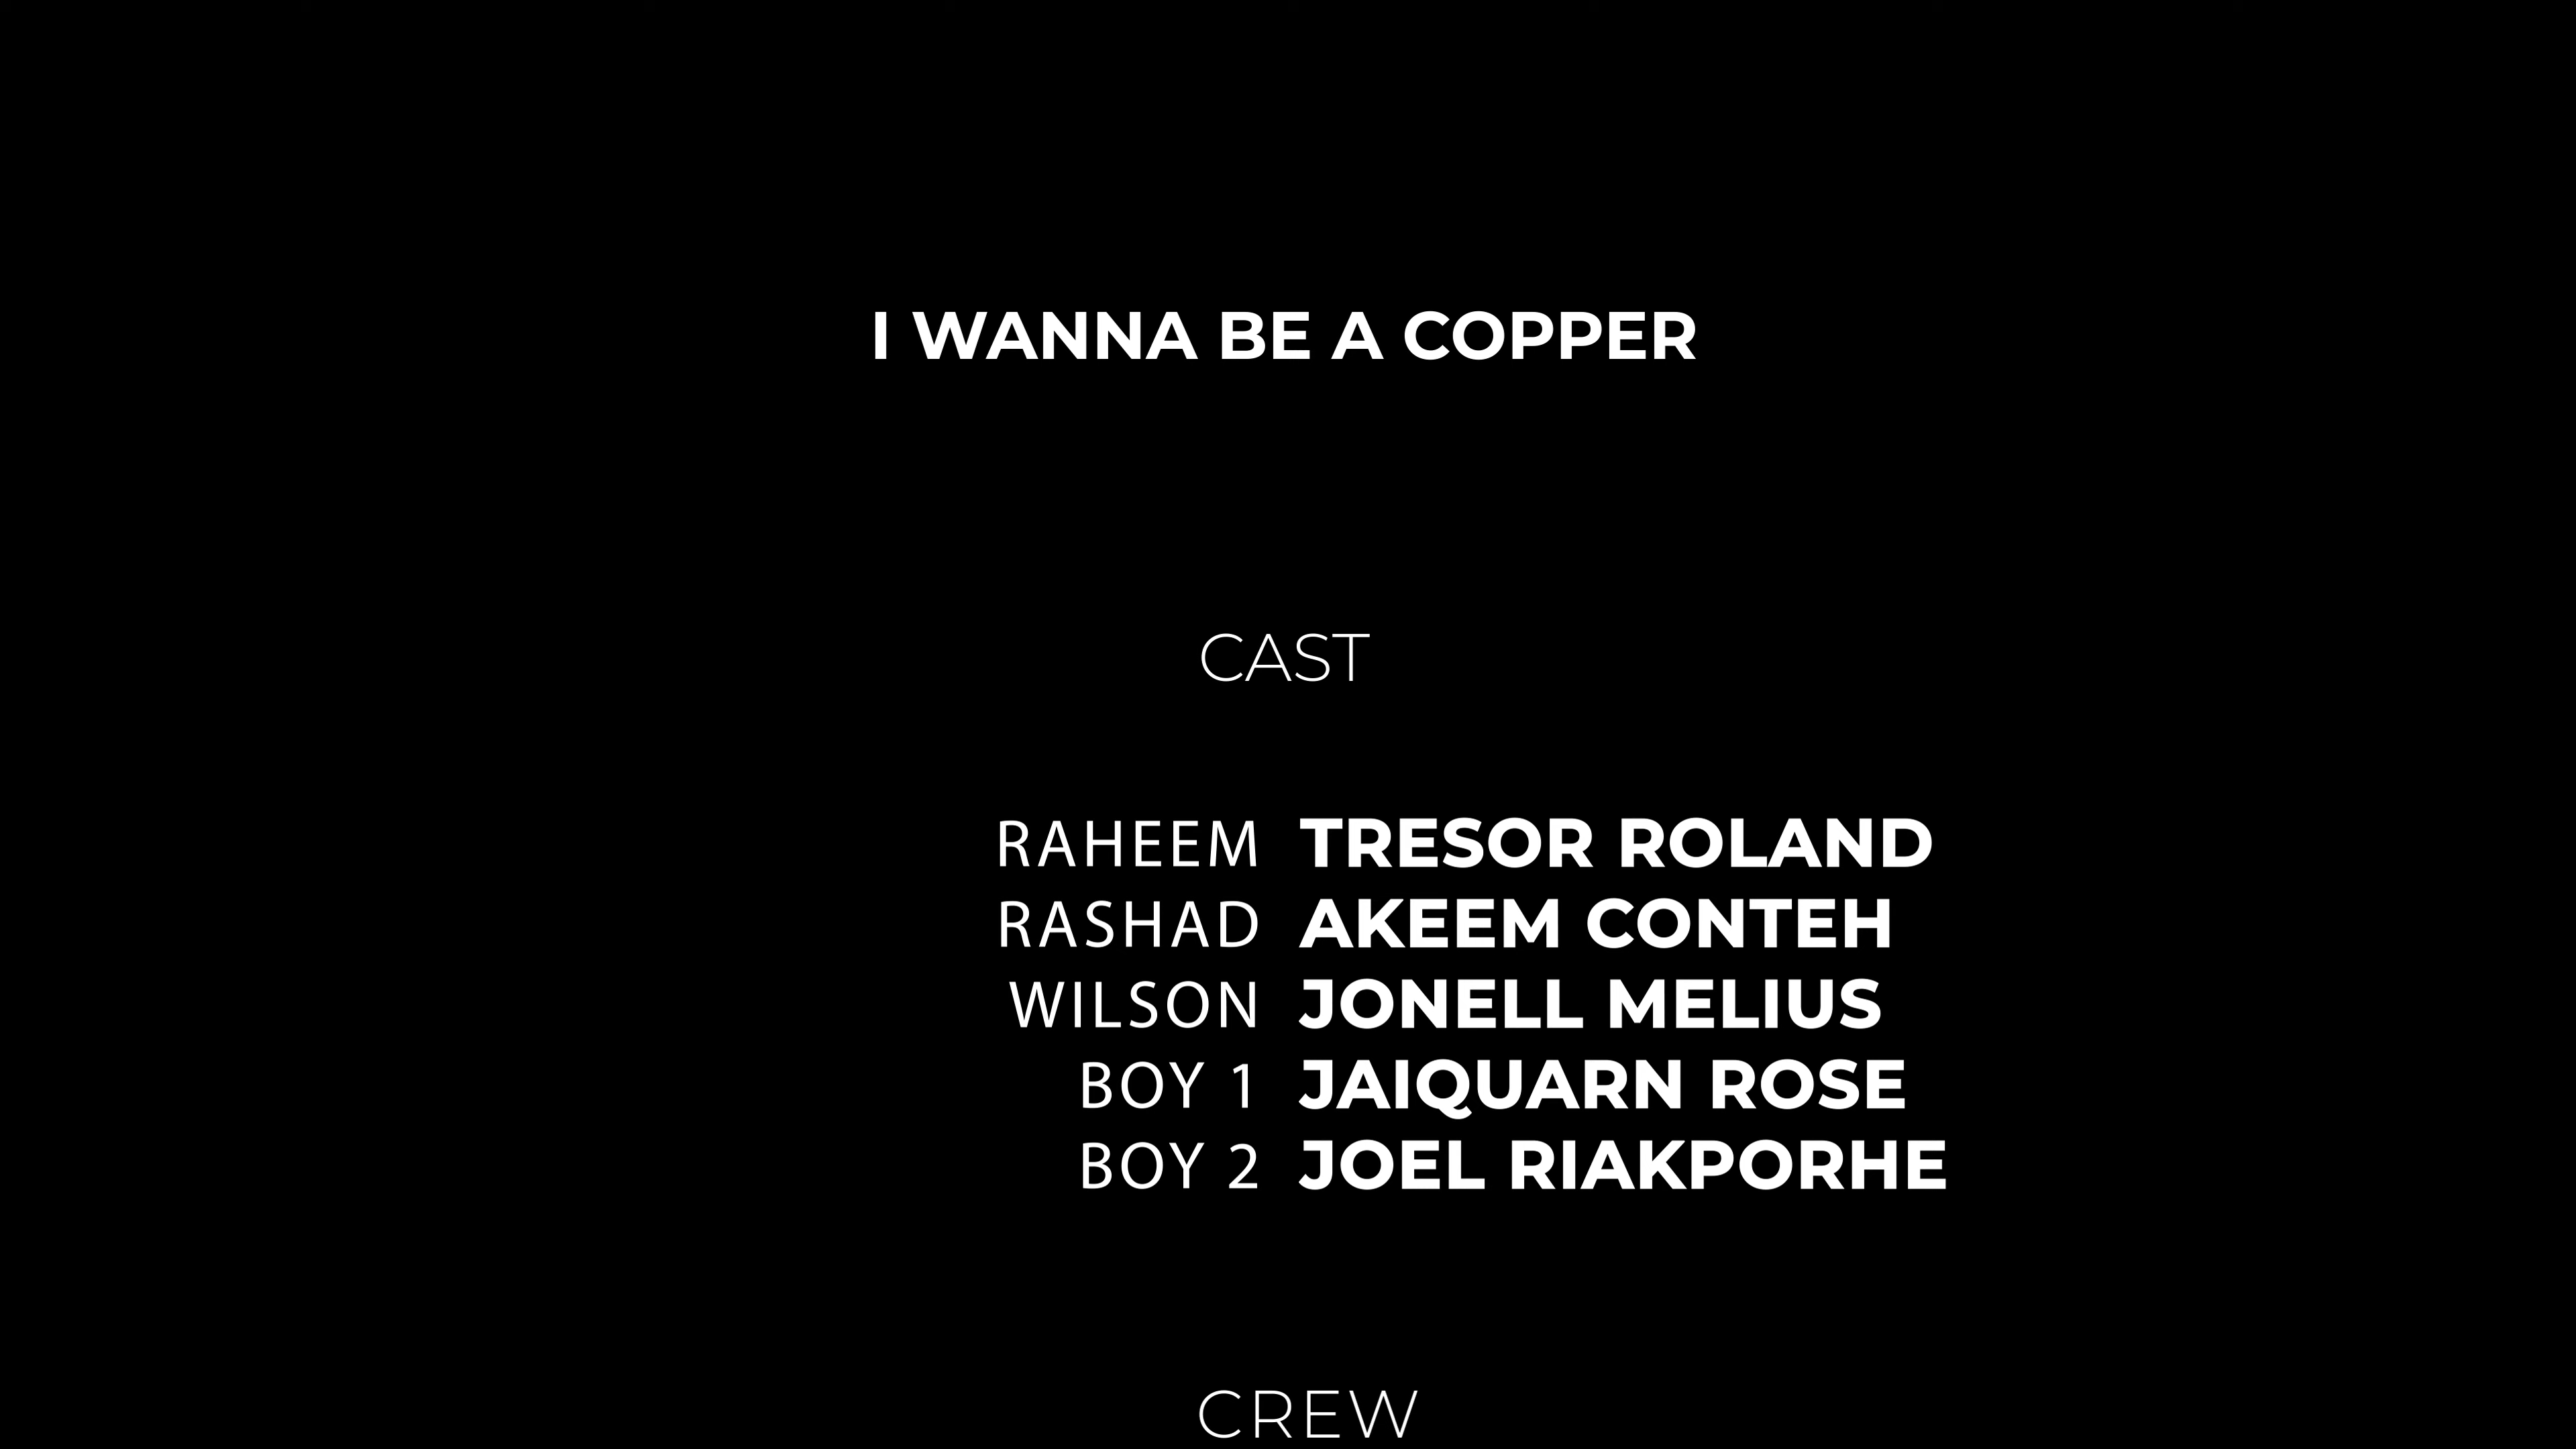 I WANNA BE A COPPER
CAST
RAHEEM TRESOR ROLAND
RASHAD AKEEM CONTEH
WILSON JONELL MELIUS
BOY 1 JAIQUARN ROSE
BOY 2 JOEL RIAKPORHE
CREW